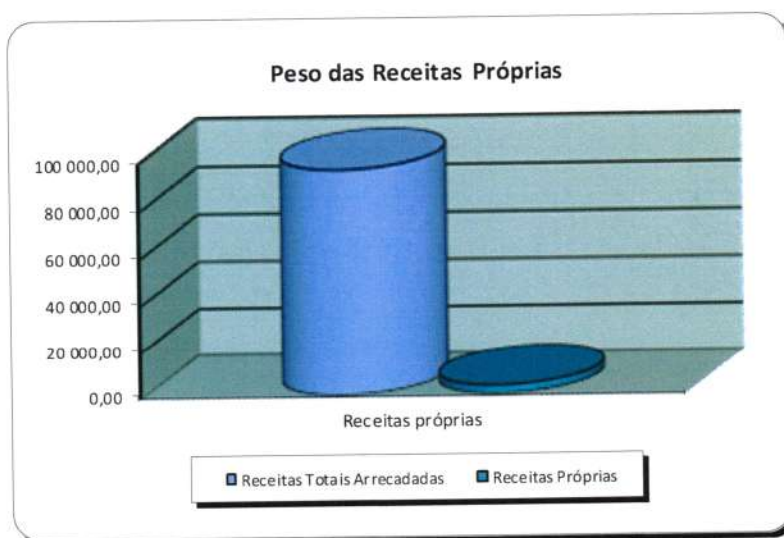 Peso das Receitas Próprias
100 000,00
80 000,00
60 000,00
40 000,00
20 000,00
0,00
Receitas próprias
Receitas Totais Arrecadadas Receitas Próprias